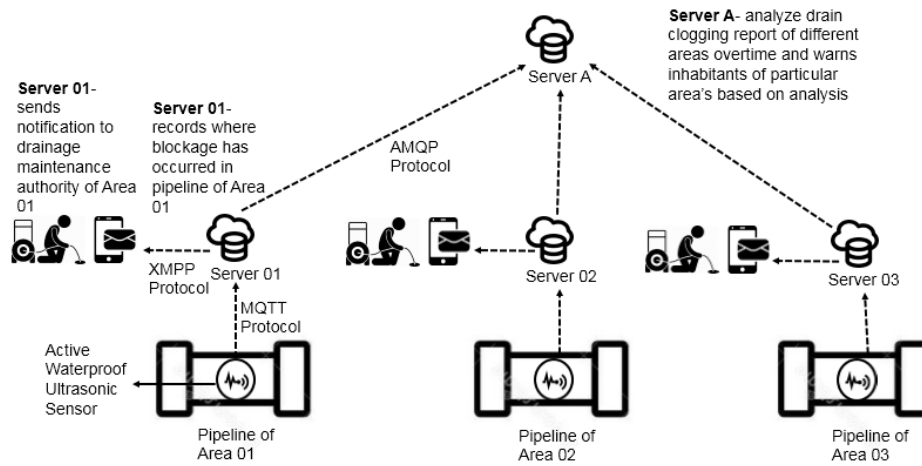 Server A- analyze drain
clogging report of different
areas overtime and warns
inhabitants of particular
area's based on analysis
Server A
Server 01-
sends
notification to
drainage
maintenance
authority of Area
01
Server 01-
records where
blockage has
occurred in
pipeline of Area
01
AMQP
Protocol
Server 01
Server 02
Server 03
XMPP
Protocol
MQTT
Protocol
Active
Waterproof
Ultrasonic
Sensor
Pipeline of
Area 01
Pipeline of
Area 02
Pipeline of
Area 03